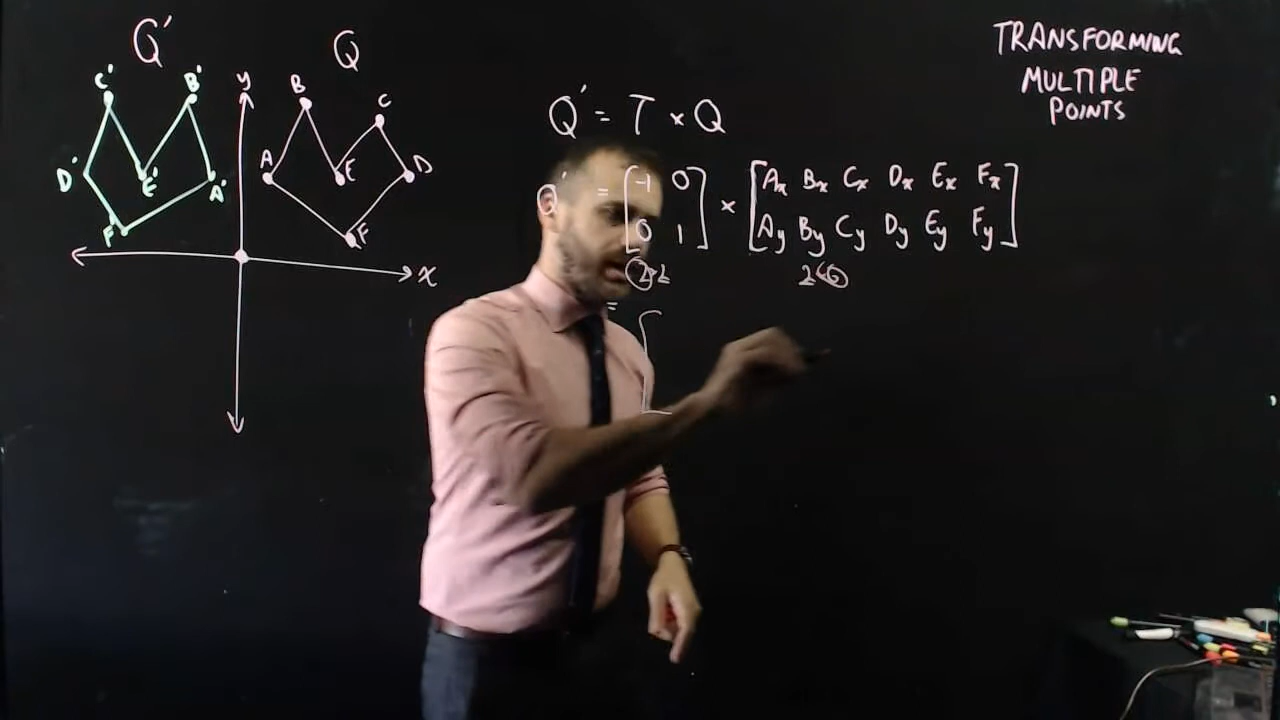 TRANSFORMING
MULTIPLE
POINTS
Q' Q
C' B' y B C
D' E' A' A E D
F' F
x
Q' = T × Q
Q' = [-1 0] × [Ax Bx Cx Dx Ex Fx]
[0 1] [Ay By Cy Dy Ey Fy]
2×2 2×6
= [